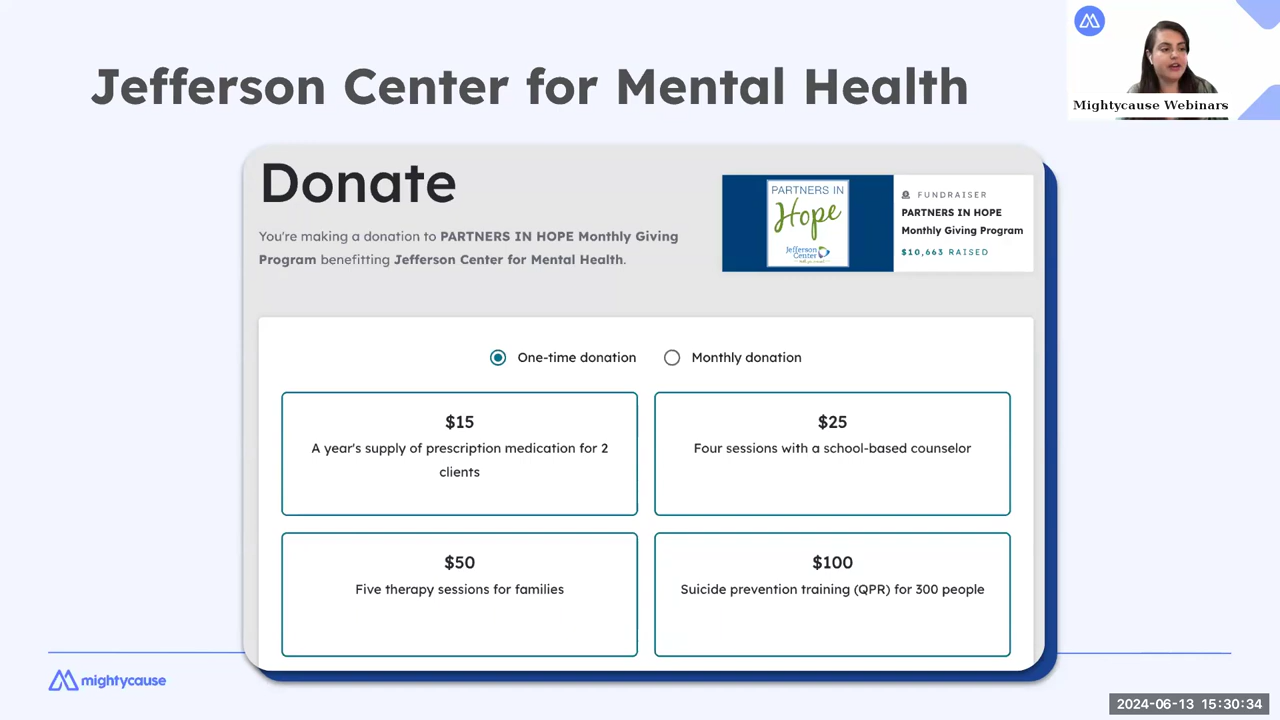 Jefferson Center for Mental Health
Mightycause Webinars
Donate
You're making a donation to PARTNERS IN HOPE Monthly Giving
Program benefitting Jefferson Center for Mental Health.
PARTNERS IN
Hope
Jefferson
Center
FUNDRAISER
PARTNERS IN HOPE
Monthly Giving Program
$10,663 RAISED
One-time donation
Monthly donation
$15
A year's supply of prescription medication for 2
clients
$25
Four sessions with a school-based counselor
$50
Five therapy sessions for families
$100
Suicide prevention training (QPR) for 300 people
mightycause
2024-06-13 15:30:34